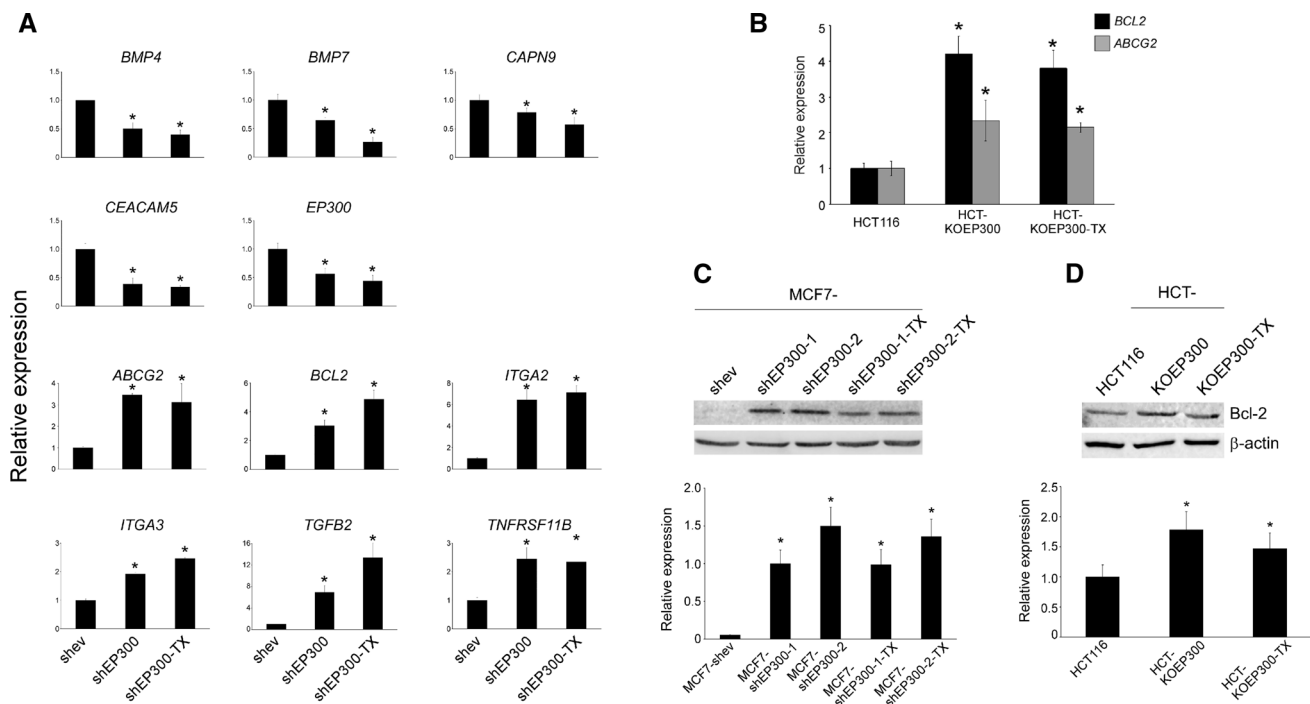 A
Relative expression
BMP4
1.5
1.0
0.5
0
*
*
BMP7
1.5
1.0
0.5
0
*
*
CAPN9
1.5
1.0
0.5
0
*
*
CEACAM5
1.5
1.0
0.5
0
*
*
EP300
1.5
1.0
0.5
0
*
*
ABCG2
4
3
2
1
0
*
*
BCL2
6
4
2
0
*
*
ITGA2
8
6
4
2
0
*
*
ITGA3
3
2
1
0
*
*
TGFB2
16
12
8
4
0
*
*
TNFRSF11B
3
2
1
0
*
*
shev
shEP300
shEP300-TX
shev
shEP300
shEP300-TX
shev
shEP300
shEP300-TX
B
BCL2
ABCG2
Relative expression
5
4
3
2
1
0
*
*
*
*
HCT116
HCT-
KOEP300
HCT-
KOEP300-TX
C
MCF7-
shev
shEP300-1
shEP300-2
shEP300-1-TX
shEP300-2-TX
Relative expression
2.0
1.5
1.0
0.5
0
*
*
*
*
MCF7-shev
MCF7-
shEP300-1
MCF7-
shEP300-2
MCF7-
shEP300-1-TX
MCF7-
shEP300-2-TX
D
HCT-
HCT116
KOEP300
KOEP300-TX
Bcl-2
β-actin
Relative expression
2.5
2.0
1.5
1.0
0.5
0
*
*
HCT116
HCT-
KOEP300
HCT-
KOEP300-TX